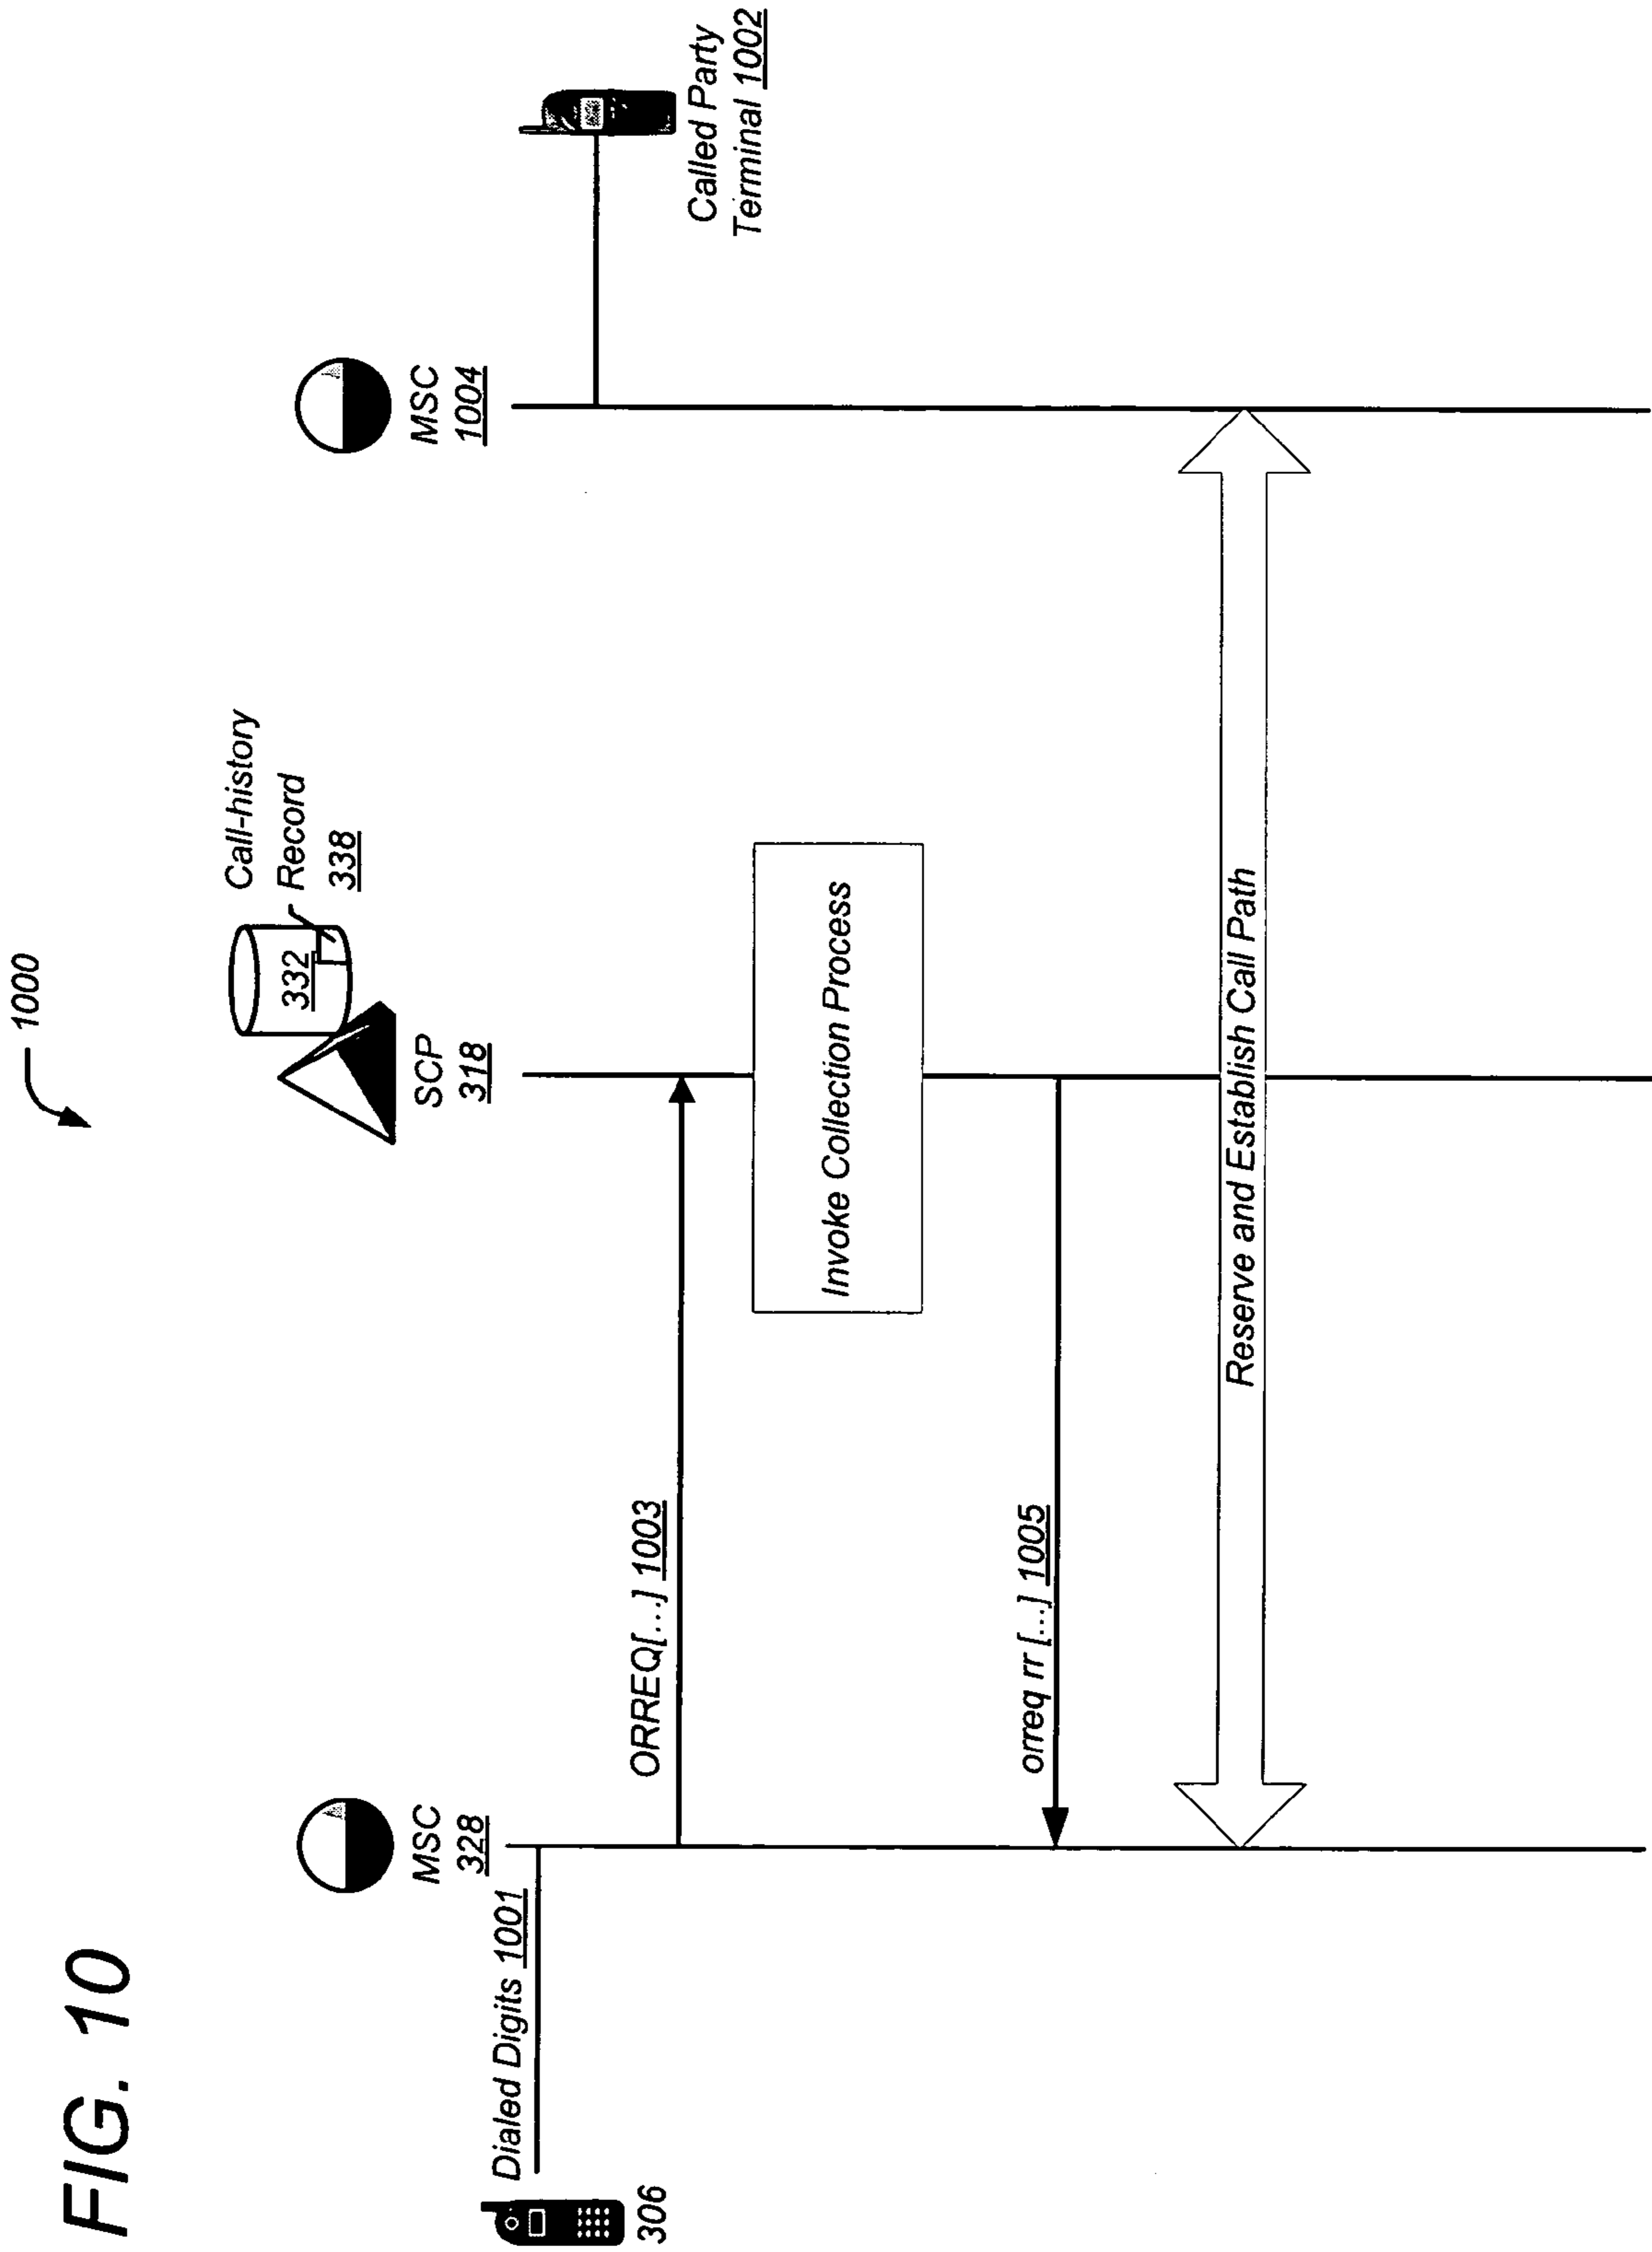 FIG. 10
1000
Call-history
Record
338
332
SCP
318
MSC
328
MSC
1004
Dialed Digits 1001
306
Called Party
Terminal 1002
ORREQ[...] 1003
Invoke Collection Process
orreq rr [...] 1005
Reserve and Establish Call Path